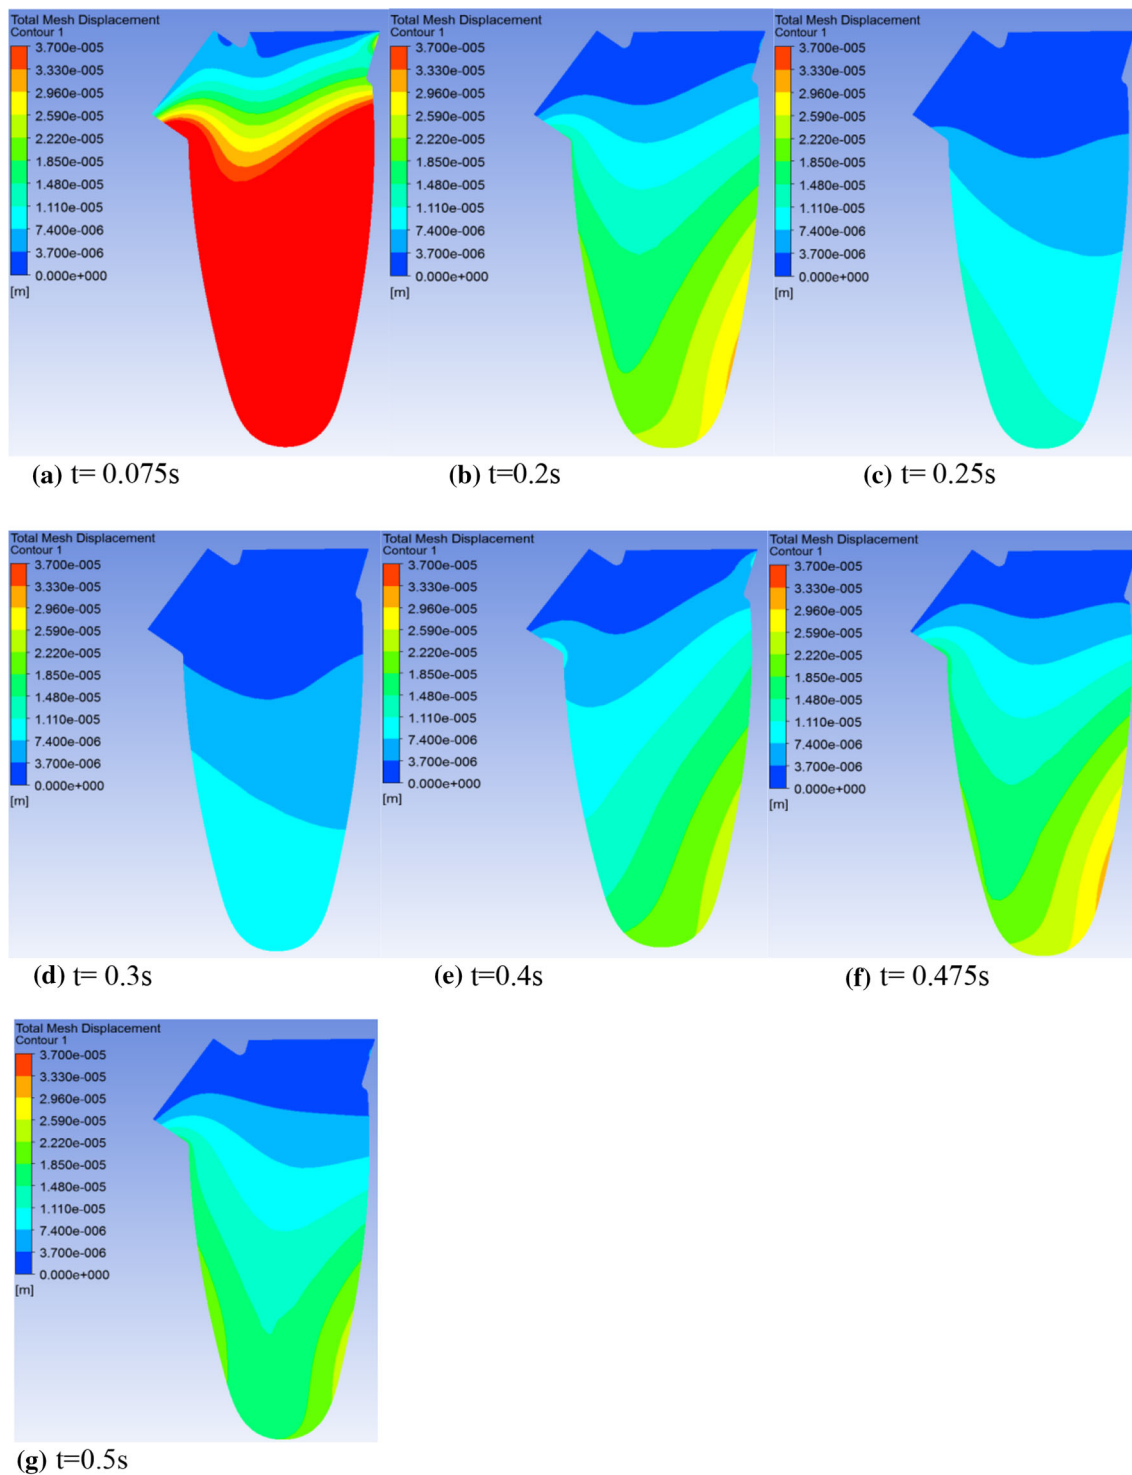 Total Mesh Displacement
Contour 1
3.700e-005
3.330e-005
2.960e-005
2.590e-005
2.220e-005
1.850e-005
1.480e-005
1.110e-005
7.400e-006
3.700e-006
0.000e+000
[m]
(a) t= 0.075s
Total Mesh Displacement
Contour 1
3.700e-005
3.330e-005
2.960e-005
2.590e-005
2.220e-005
1.850e-005
1.480e-005
1.110e-005
7.400e-006
3.700e-006
0.000e+000
[m]
(b) t=0.2s
Total Mesh Displacement
Contour 1
3.700e-005
3.330e-005
2.960e-005
2.590e-005
2.220e-005
1.850e-005
1.480e-005
1.110e-005
7.400e-006
3.700e-006
0.000e+000
[m]
(c) t= 0.25s
Total Mesh Displacement
Contour 1
3.700e-005
3.330e-005
2.960e-005
2.590e-005
2.220e-005
1.850e-005
1.480e-005
1.110e-005
7.400e-006
3.700e-006
0.000e+000
[m]
(d) t= 0.3s
Total Mesh Displacement
Contour 1
3.700e-005
3.330e-005
2.960e-005
2.590e-005
2.220e-005
1.850e-005
1.480e-005
1.110e-005
7.400e-006
3.700e-006
0.000e+000
[m]
(e) t=0.4s
Total Mesh Displacement
Contour 1
3.700e-005
3.330e-005
2.960e-005
2.590e-005
2.220e-005
1.850e-005
1.480e-005
1.110e-005
7.400e-006
3.700e-006
0.000e+000
[m]
(f) t= 0.475s
Total Mesh Displacement
Contour 1
3.700e-005
3.330e-005
2.960e-005
2.590e-005
2.220e-005
1.850e-005
1.480e-005
1.110e-005
7.400e-006
3.700e-006
0.000e+000
[m]
(g) t=0.5s